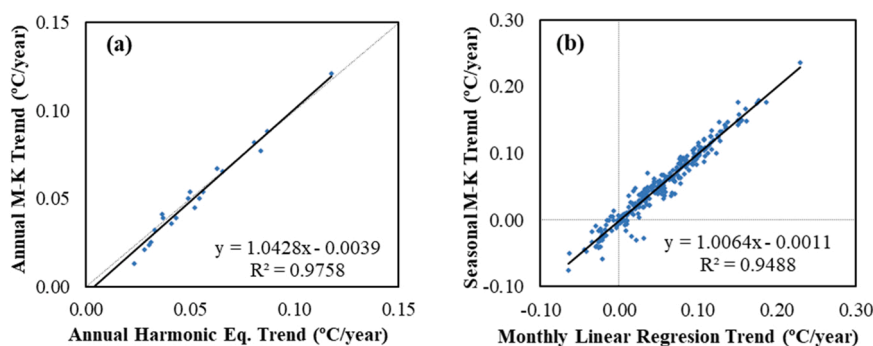 (a)
Annual M-K Tremd (ºC/year)
0.15
0.10
0.05
0.00
y = 1.0428x - 0.0039
R² = 0.9758
0.00 0.05 0.10 0.15
Annual Harmonic Eq. Trend (ºC/year)
(b)
Seasonal M-K Tremd (ºC/year)
0.30
0.20
0.10
0.00
-0.10
y = 1.0064x - 0.0011
R² = 0.9488
-0.10 0.00 0.10 0.20 0.30
Monthly Linear Regresion Trend (ºC/year)